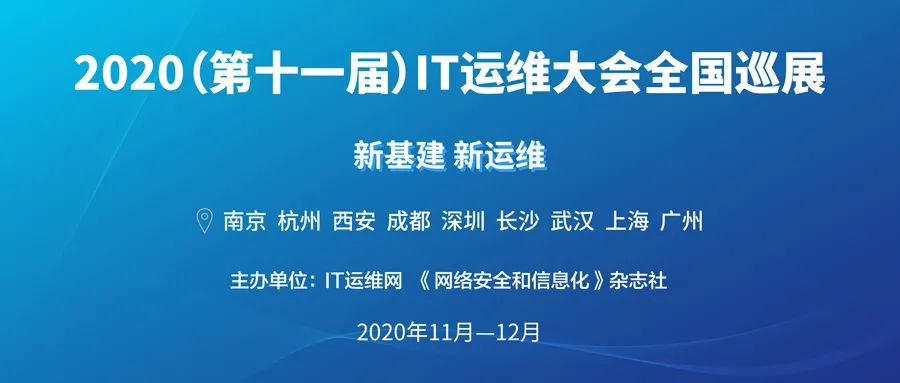 2020（第十一届）IT运维大会全国巡展
新基建 新运维
南京 杭州 西安 成都 深圳 长沙 武汉 上海 广州
主办单位：IT运维网 《网络安全和信息化》杂志社
2020年11月—12月